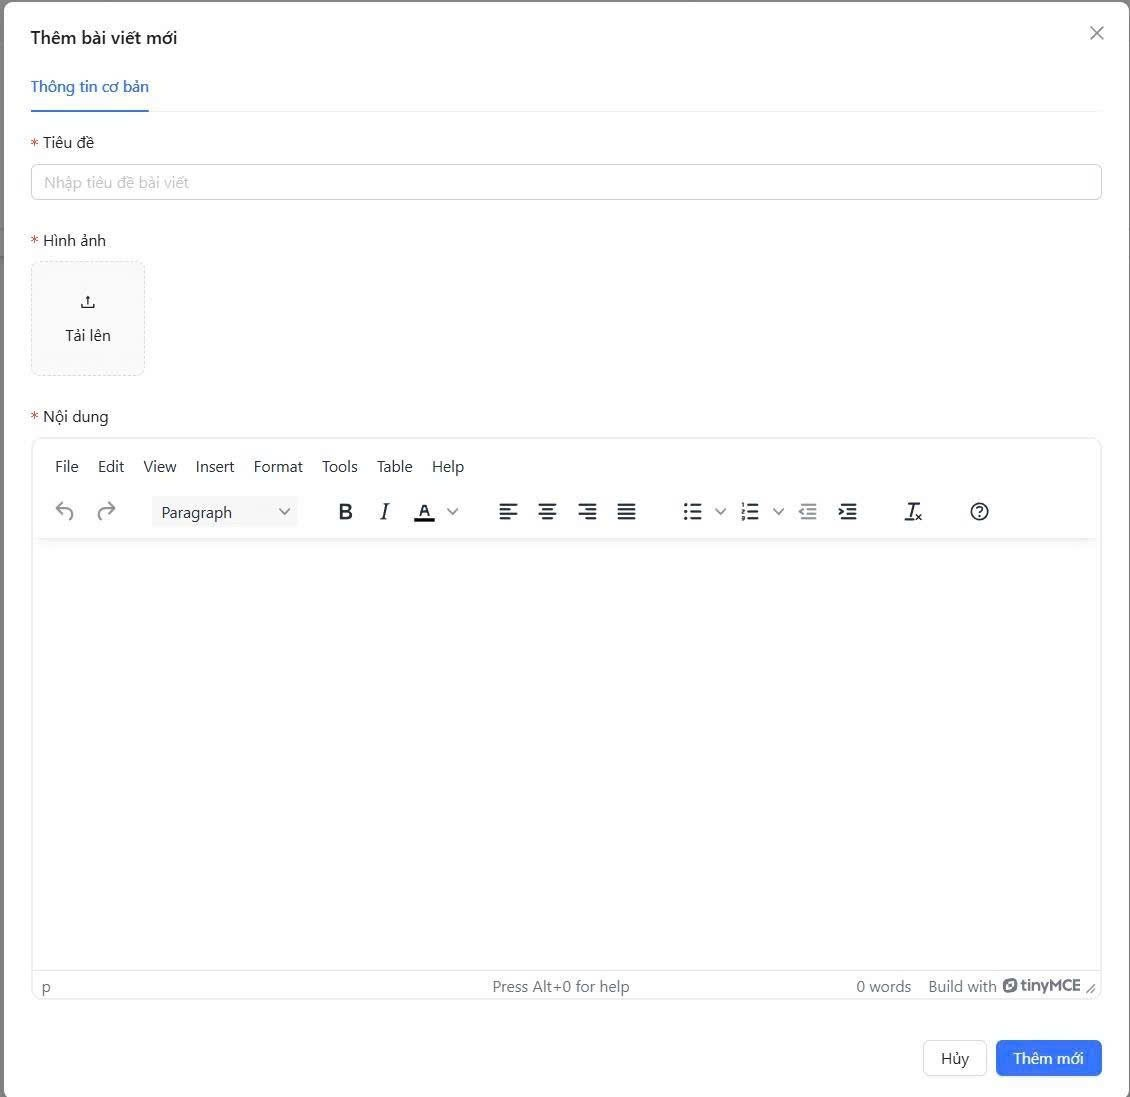 Thêm bài viết mới
Thông tin cơ bản
* Tiêu đề
Nhập tiêu đề bài viết
* Hình ảnh
Tải lên
* Nội dung
File Edit View Insert Format Tools Table Help
Paragraph B I A
p Press Alt+0 for help 0 words Build with tinyMCE
Hủy Thêm mới